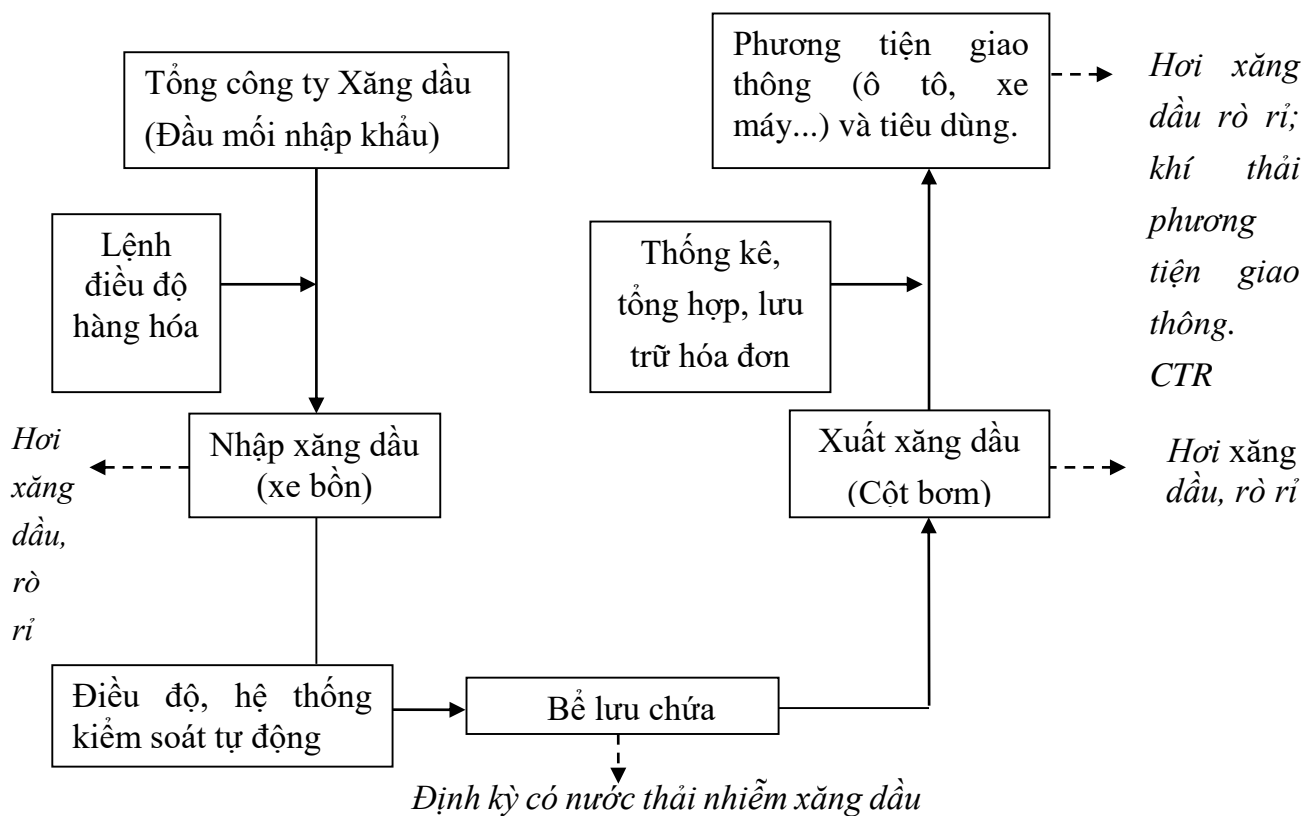 Tổng công ty Xăng dầu
(Đầu mối nhập khẩu)
Lệnh
điều độ
hàng hóa
Hơi
xăng
dầu,
rò
rỉ
Nhập xăng dầu
(xe bồn)
Điều độ, hệ thống
kiểm soát tự động
Bể lưu chứa
Định kỳ có nước thải nhiễm xăng dầu
Phương tiện giao
thông (ô tô, xe
máy...) và tiêu dùng.
Hơi xăng
dầu rò rỉ;
khí thải
phương
tiện giao
thông.
CTR
Thống kê,
tổng hợp, lưu
trữ hóa đơn
Xuất xăng dầu
(Cột bơm)
Hơi xăng
dầu, rò rỉ